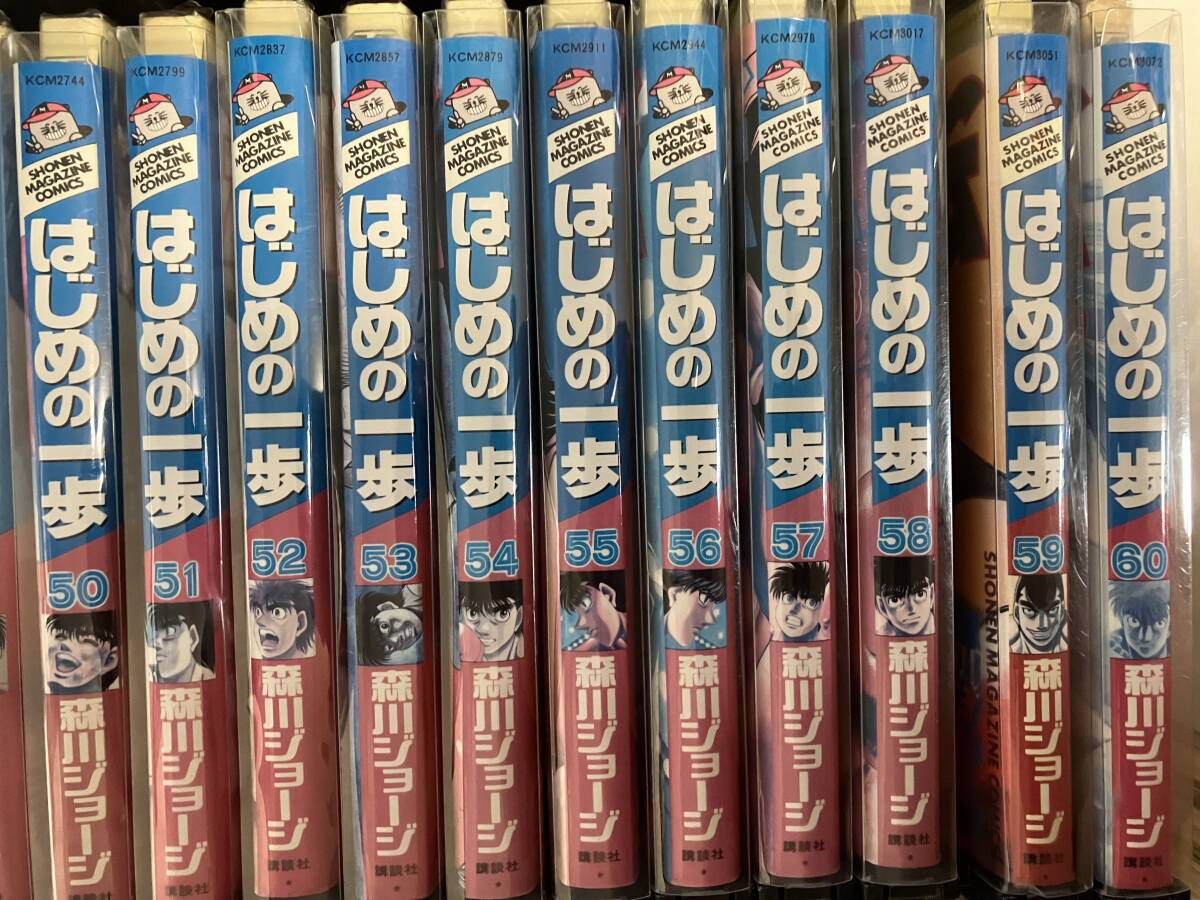 KCM2744
SHONEN
MAGAZINE
COMICS
はじめの一歩
50
森川ジョージ
KCM2799
SHONEN
MAGAZINE
COMICS
はじめの一歩
51
森川ジョージ
講談社
KCM2837
SHONEN
MAGAZINE
COMICS
はじめの一歩
52
森川ジョージ
講談社
KCM2857
SHONEN
MAGAZINE
COMICS
はじめの一歩
53
森川ジョージ
講談社
KCM2879
SHONEN
MAGAZINE
COMICS
はじめの一歩
54
森川ジョージ
講談社
KCM2911
SHONEN
MAGAZINE
COMICS
はじめの一歩
55
森川ジョージ
講談社
KCM2944
SHONEN
MAGAZINE
COMICS
はじめの一歩
56
森川ジョージ
講談社
KCM2978
SHONEN
MAGAZINE
COMICS
はじめの一歩
57
森川ジョージ
講談社
KCM3017
SHONEN
MAGAZINE
COMICS
はじめの一歩
58
森川ジョージ
講談社
SHONEN MAGAZINE COMICS
KCM3051
SHONEN
MAGAZINE
COMICS
はじめの一歩
59
森川ジョージ
講談社
KCM3072
SHONEN
MAGAZINE
COMICS
はじめの一歩
60
森川ジョージ
講談社